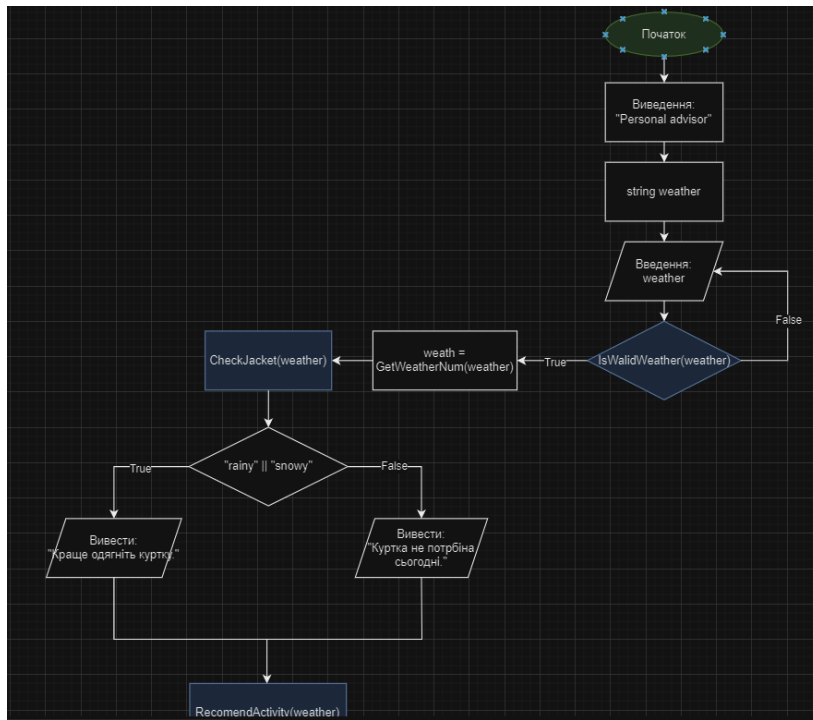 Початок
Виведення:
"Personal advisor"
string weather
Введення:
weather
False
IsWalidWeather(weather)
True
weath =
GetWeatherNum(weather)
CheckJacket(weather)
"rainy" || "snowy"
True
False
Вивести:
"Краще одягніть куртку."
Вивести:
"Куртка не потрбіна
сьогодні."
RecomendActivity(weather)